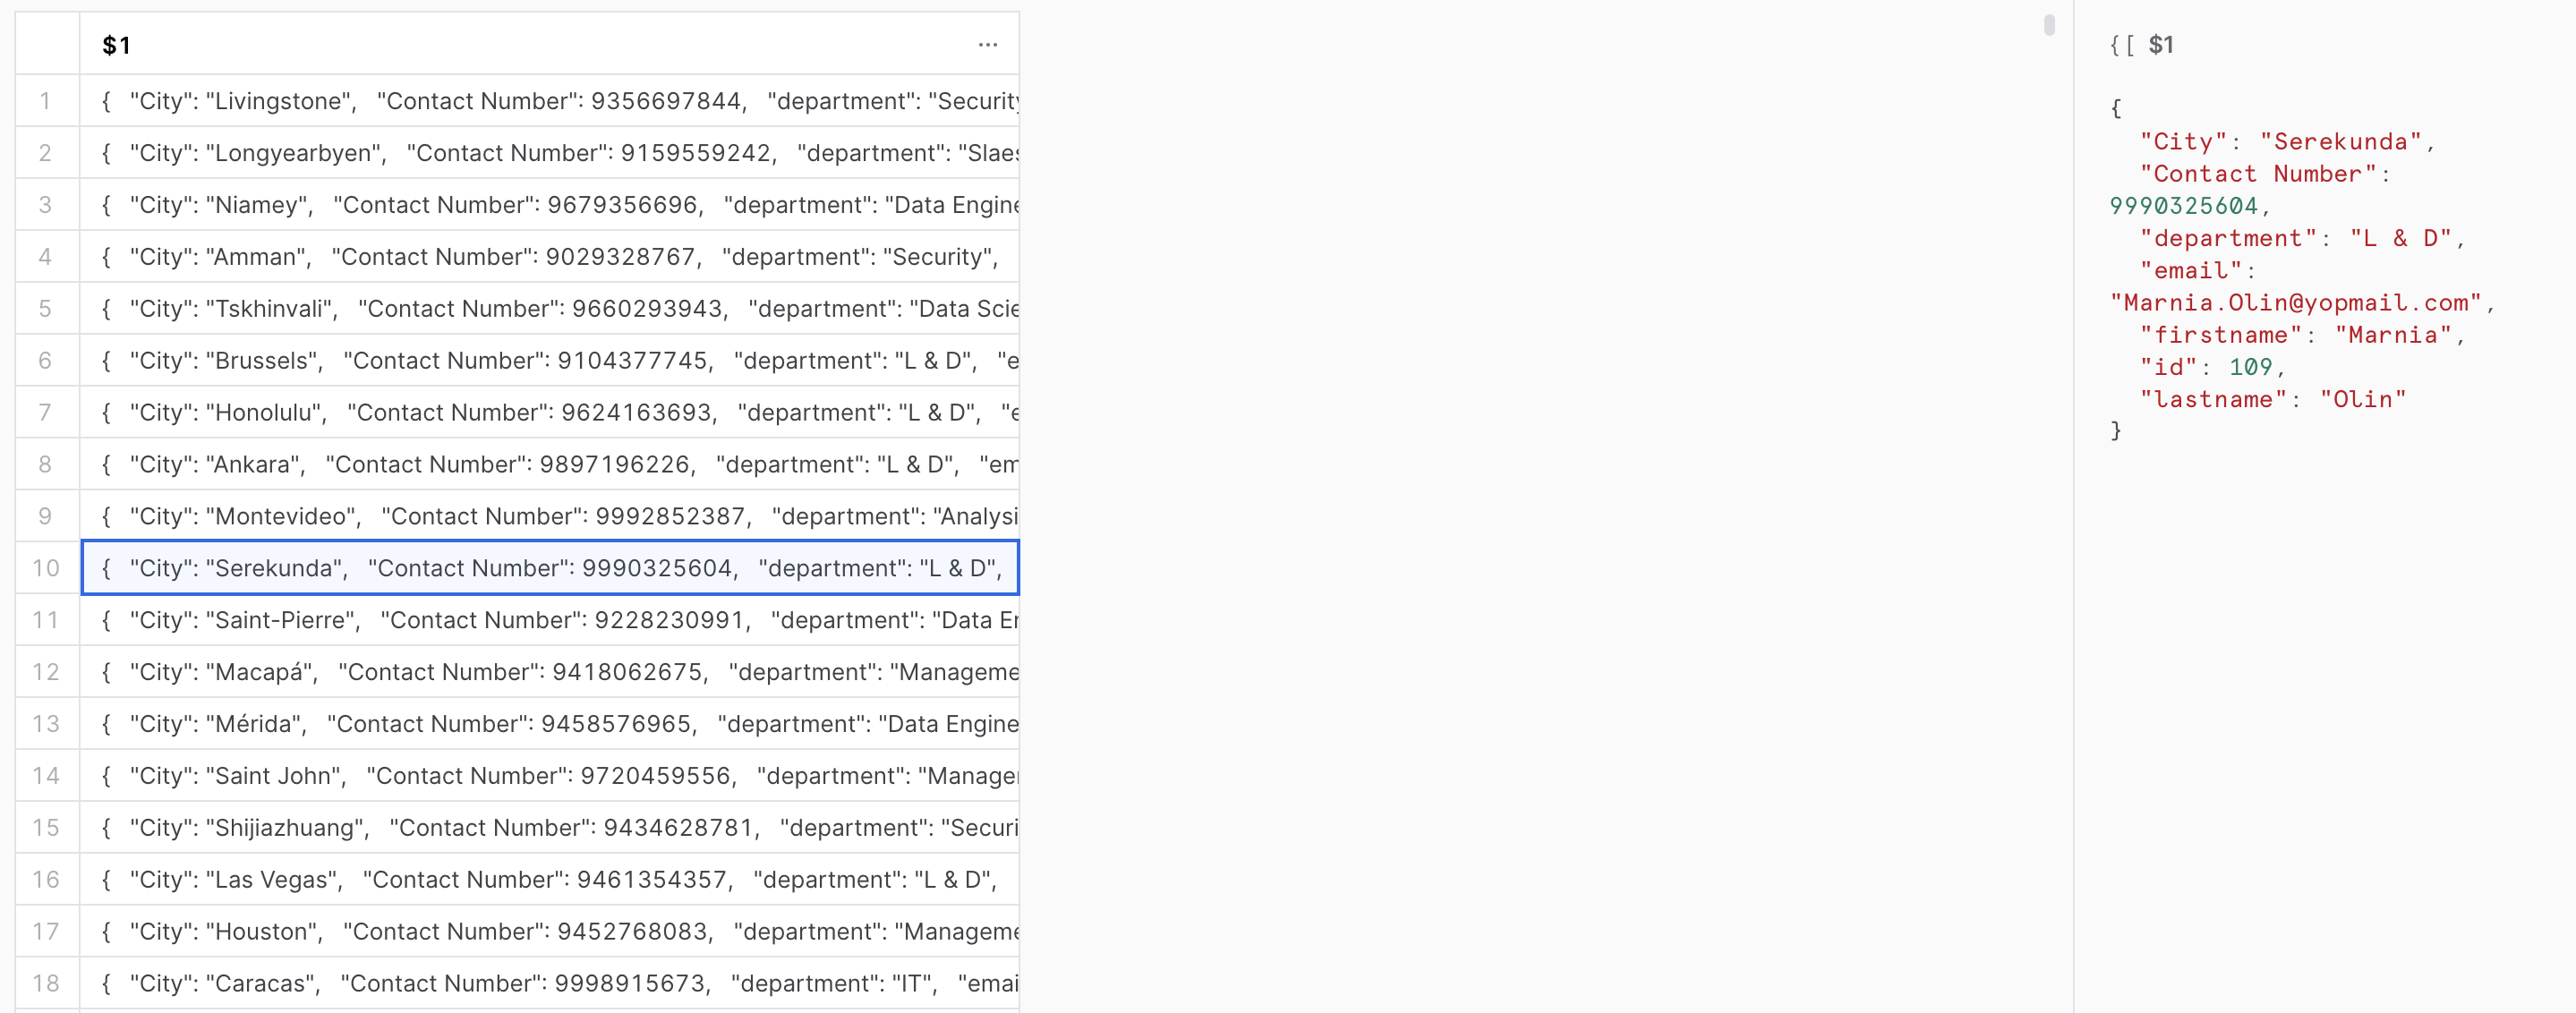 $1 ...
1 { "City": "Livingstone", "Contact Number": 9356697844, "department": "Security
2 { "City": "Longyearbyen", "Contact Number": 9159559242, "department": "Slaes
3 { "City": "Niamey", "Contact Number": 9679356696, "department": "Data Engine
4 { "City": "Amman", "Contact Number": 9029328767, "department": "Security",
5 { "City": "Tskhinvali", "Contact Number": 9660293943, "department": "Data Scie
6 { "City": "Brussels", "Contact Number": 9104377745, "department": "L & D", "e
7 { "City": "Honolulu", "Contact Number": 9624163693, "department": "L & D", "e
8 { "City": "Ankara", "Contact Number": 9897196226, "department": "L & D", "em
9 { "City": "Montevideo", "Contact Number": 9992852387, "department": "Analysi
10 { "City": "Serekunda", "Contact Number": 9990325604, "department": "L & D",
11 { "City": "Saint-Pierre", "Contact Number": 9228230991, "department": "Data En
12 { "City": "Macapá", "Contact Number": 9418062675, "department": "Manageme
13 { "City": "Mérida", "Contact Number": 9458576965, "department": "Data Engine
14 { "City": "Saint John", "Contact Number": 9720459556, "department": "Manager
15 { "City": "Shijiazhuang", "Contact Number": 9434628781, "department": "Securi
16 { "City": "Las Vegas", "Contact Number": 9461354357, "department": "L & D",
17 { "City": "Houston", "Contact Number": 9452768083, "department": "Manageme
18 { "City": "Caracas", "Contact Number": 9998915673, "department": "IT", "emai
{[ $1
{
"City": "Serekunda",
"Contact Number":
9990325604,
"department": "L & D",
"email":
"Marnia.Olin@yopmail.com",
"firstname": "Marnia",
"id": 109,
"lastname": "Olin"
}